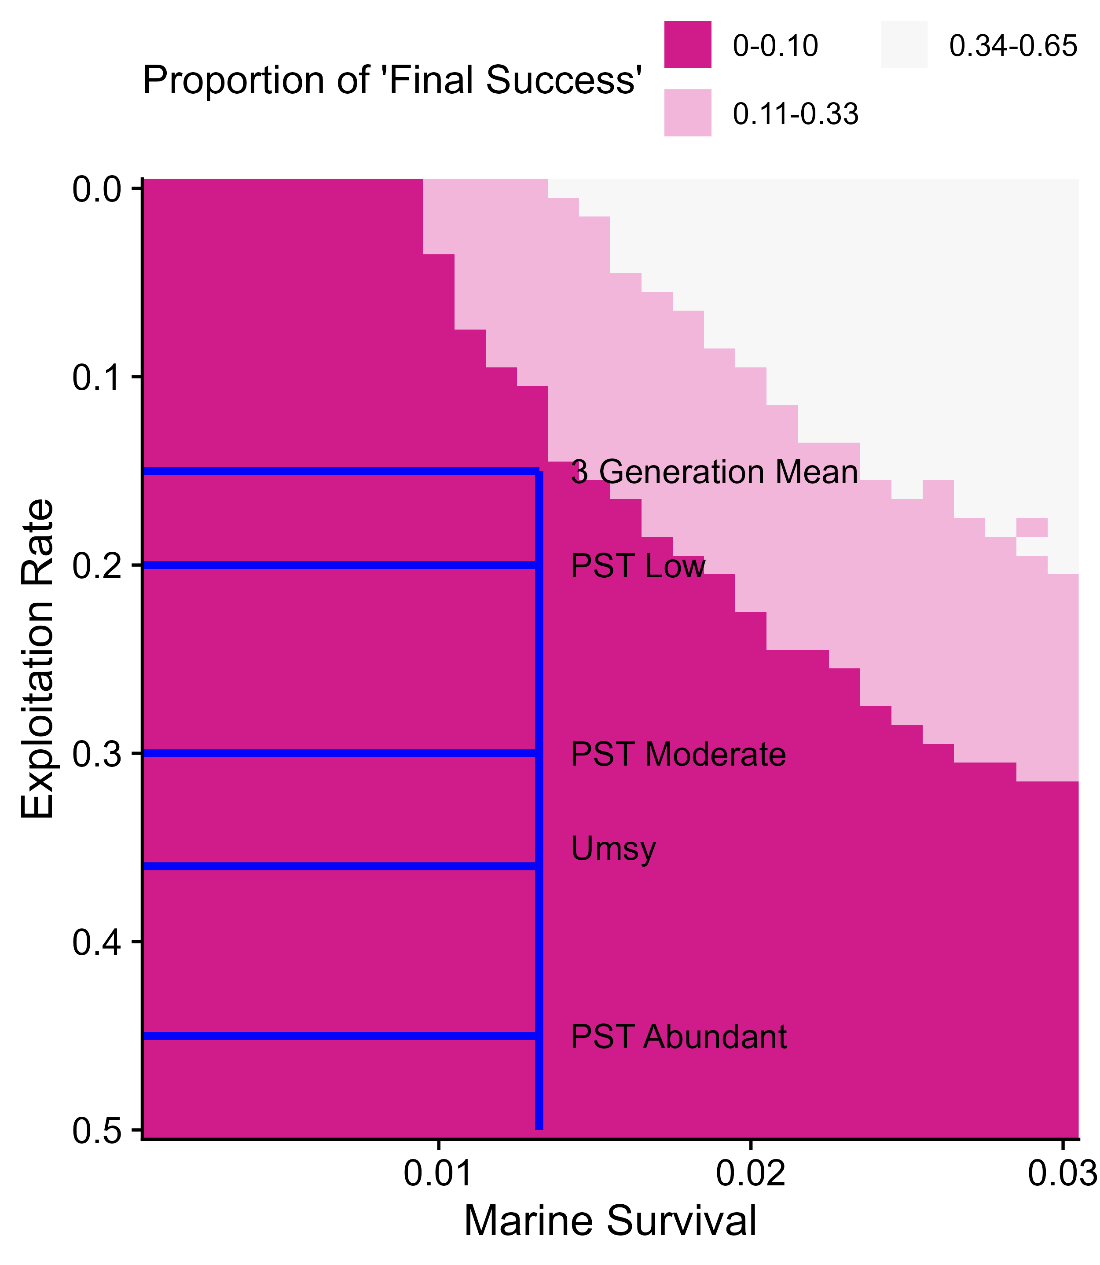 Proportion of 'Final Success'
0-0.10
0.34-0.65
0.11-0.33
0.0
0.1
0.2
0.3
0.4
0.5
Exploitation Rate
3 Generation Mean
PST Low
PST Moderate
Umsy
PST Abundant
0.01
0.02
0.03
Marine Survival